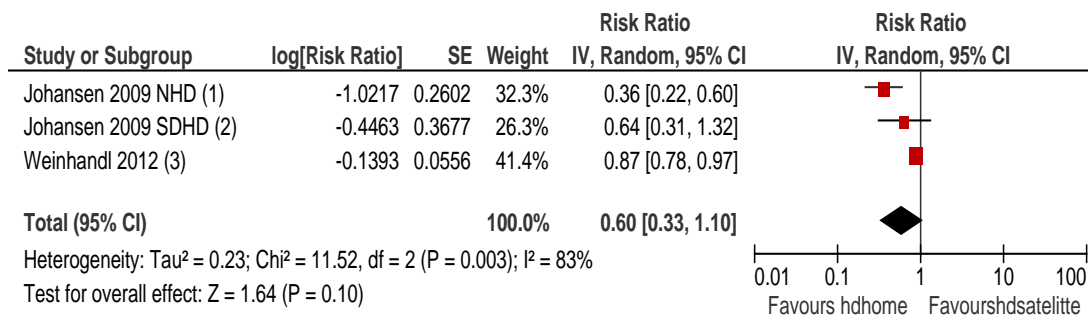 Risk Ratio Risk Ratio
Study or Subgroup log[Risk Ratio] SE Weight IV, Random, 95% CI IV, Random, 95% CI
Johansen 2009 NHD (1) -1.0217 0.2602 32.3% 0.36 [0.22, 0.60]
Johansen 2009 SDHD (2) -0.4463 0.3677 26.3% 0.64 [0.31, 1.32]
Weinhandl 2012 (3) -0.1393 0.0556 41.4% 0.87 [0.78, 0.97]
Total (95% CI) 100.0% 0.60 [0.33, 1.10]
Heterogeneity: Tau² = 0.23; Chi² = 11.52, df = 2 (P = 0.003); I² = 83%
Test for overall effect: Z = 1.64 (P = 0.10)
0.01 0.1 1 10 100
Favours hdhome Favourshdsatelitte